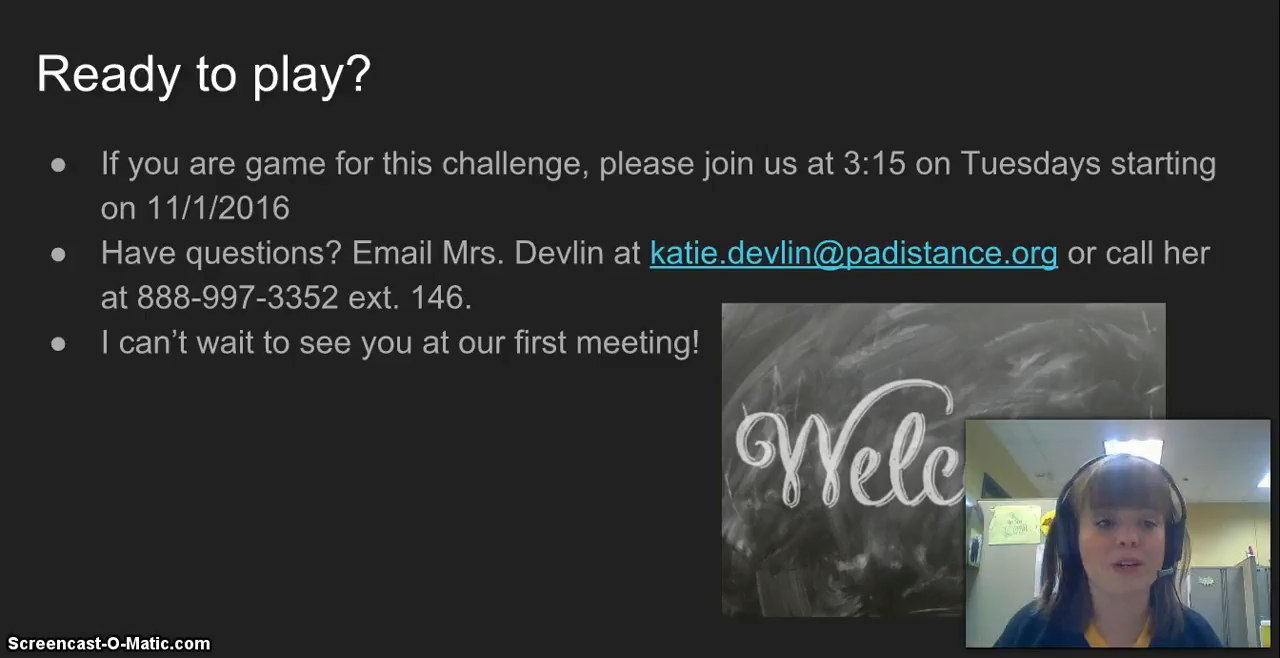 Ready to play?
● If you are game for this challenge, please join us at 3:15 on Tuesdays starting
on 11/1/2016
● Have questions? Email Mrs. Devlin at katie.devlin@padistance.org or call her
at 888-997-3352 ext. 146.
● I can’t wait to see you at our first meeting!
Welc
Screencast-O-Matic.com